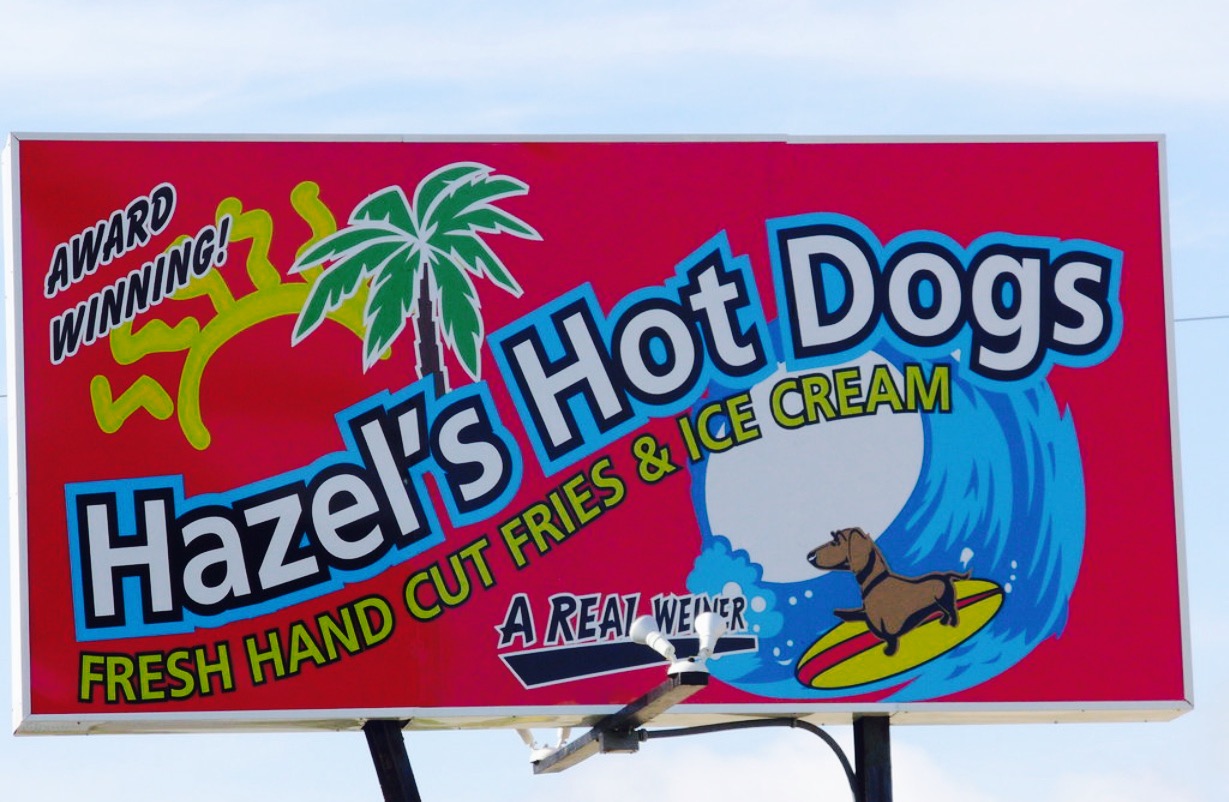 AWARD
WINNING!
Hazel's Hot Dogs
FRESH HAND CUT FRIES & ICE CREAM
A REAL WEINER